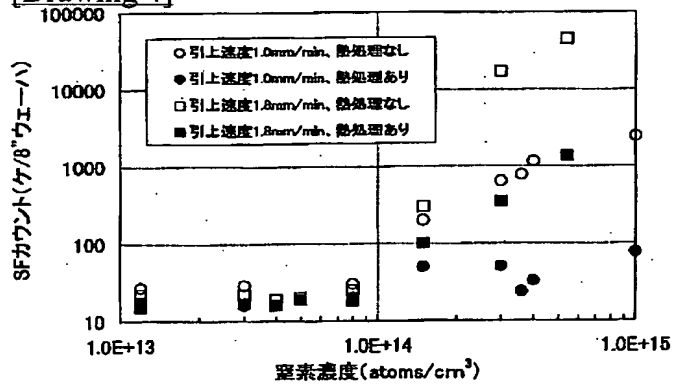 [Drawing 4]
100000
10000
1000
100
10
SFカウント(ケ/8"ウェーハ)
○ 引上速度1.0mm/min、熱処理なし
● 引上速度1.0mm/min、熱処理あり
□ 引上速度1.8mm/min、熱処理なし
■ 引上速度1.8mm/min、熱処理あり
1.0E+13
1.0E+14
1.0E+15
窒素濃度(atoms/cm³)